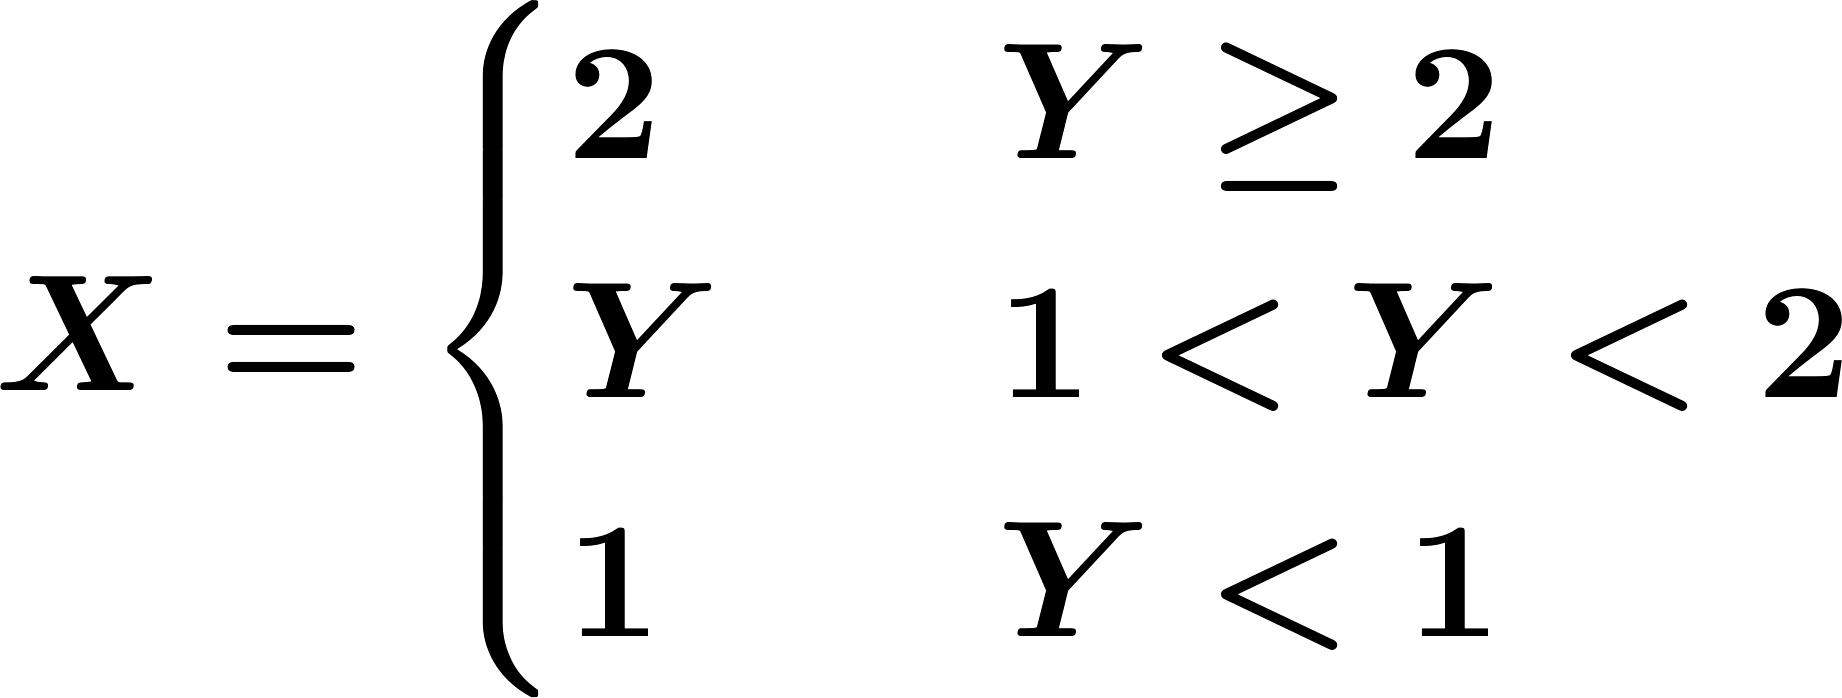 2 Y ≥ 2
X = { Y 1 < Y < 2
1 Y < 1